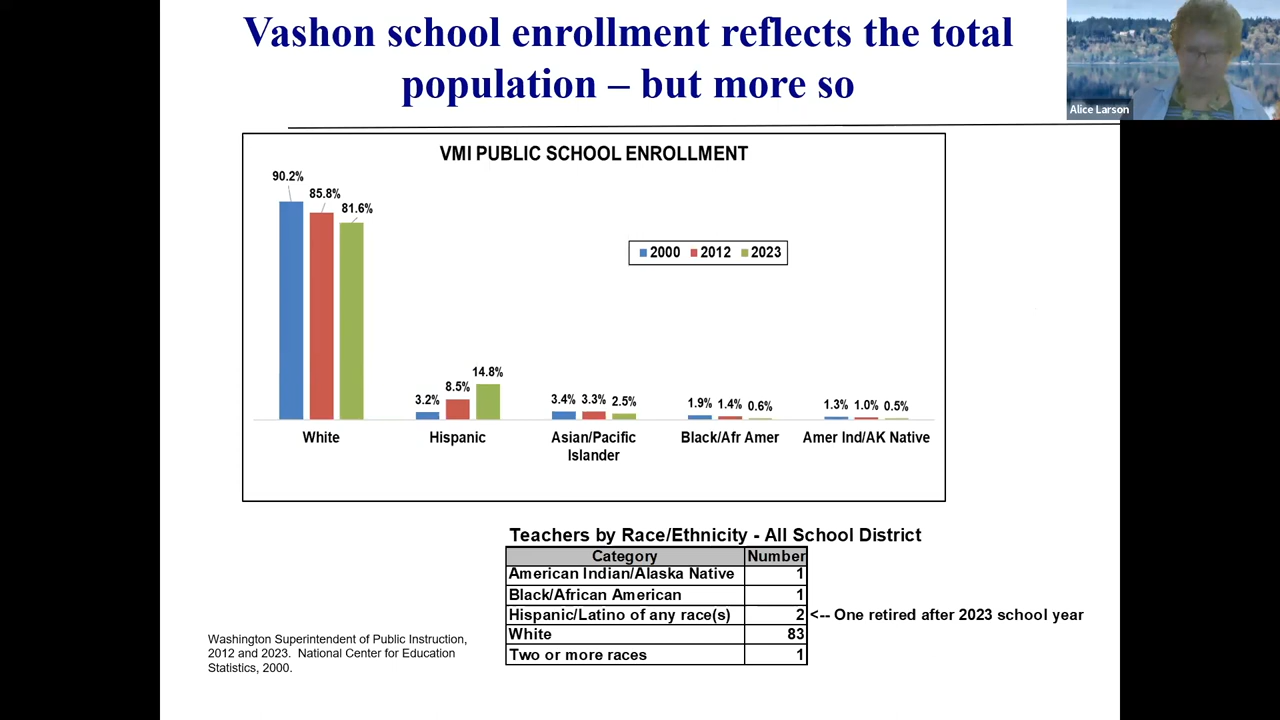 Vashon school enrollment reflects the total
population – but more so
Alice Larson
VMI PUBLIC SCHOOL ENROLLMENT
90.2%
85.8%
81.6%
2000 2012 2023
3.2% 8.5% 14.8%
3.4% 3.3% 2.5%
1.9% 1.4% 0.6%
1.3% 1.0% 0.5%
White
Hispanic
Asian/Pacific
Islander
Black/Afr Amer
Amer Ind/AK Native
Teachers by Race/Ethnicity - All School District
Category Number
American Indian/Alaska Native 1
Black/African American 1
Hispanic/Latino of any race(s) 2 <-- One retired after 2023 school year
White 83
Two or more races 1
Washington Superintendent of Public Instruction,
2012 and 2023. National Center for Education
Statistics, 2000.